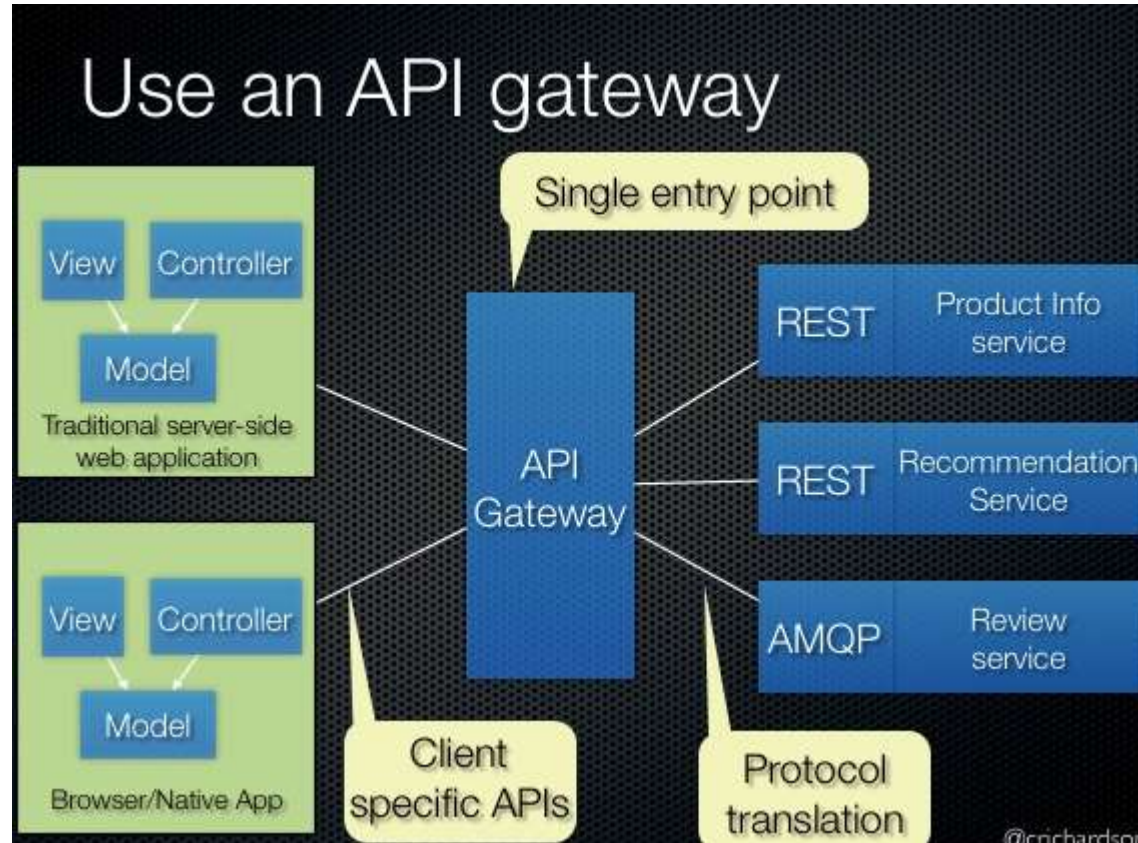 Use an API gateway
Single entry point
View
Controller
Model
Traditional server-side
web application
View
Controller
Model
Browser/Native App
API
Gateway
REST
Product Info
service
REST
Recommendation
Service
AMQP
Review
service
Client
specific APIs
Protocol
translation
@crichardson